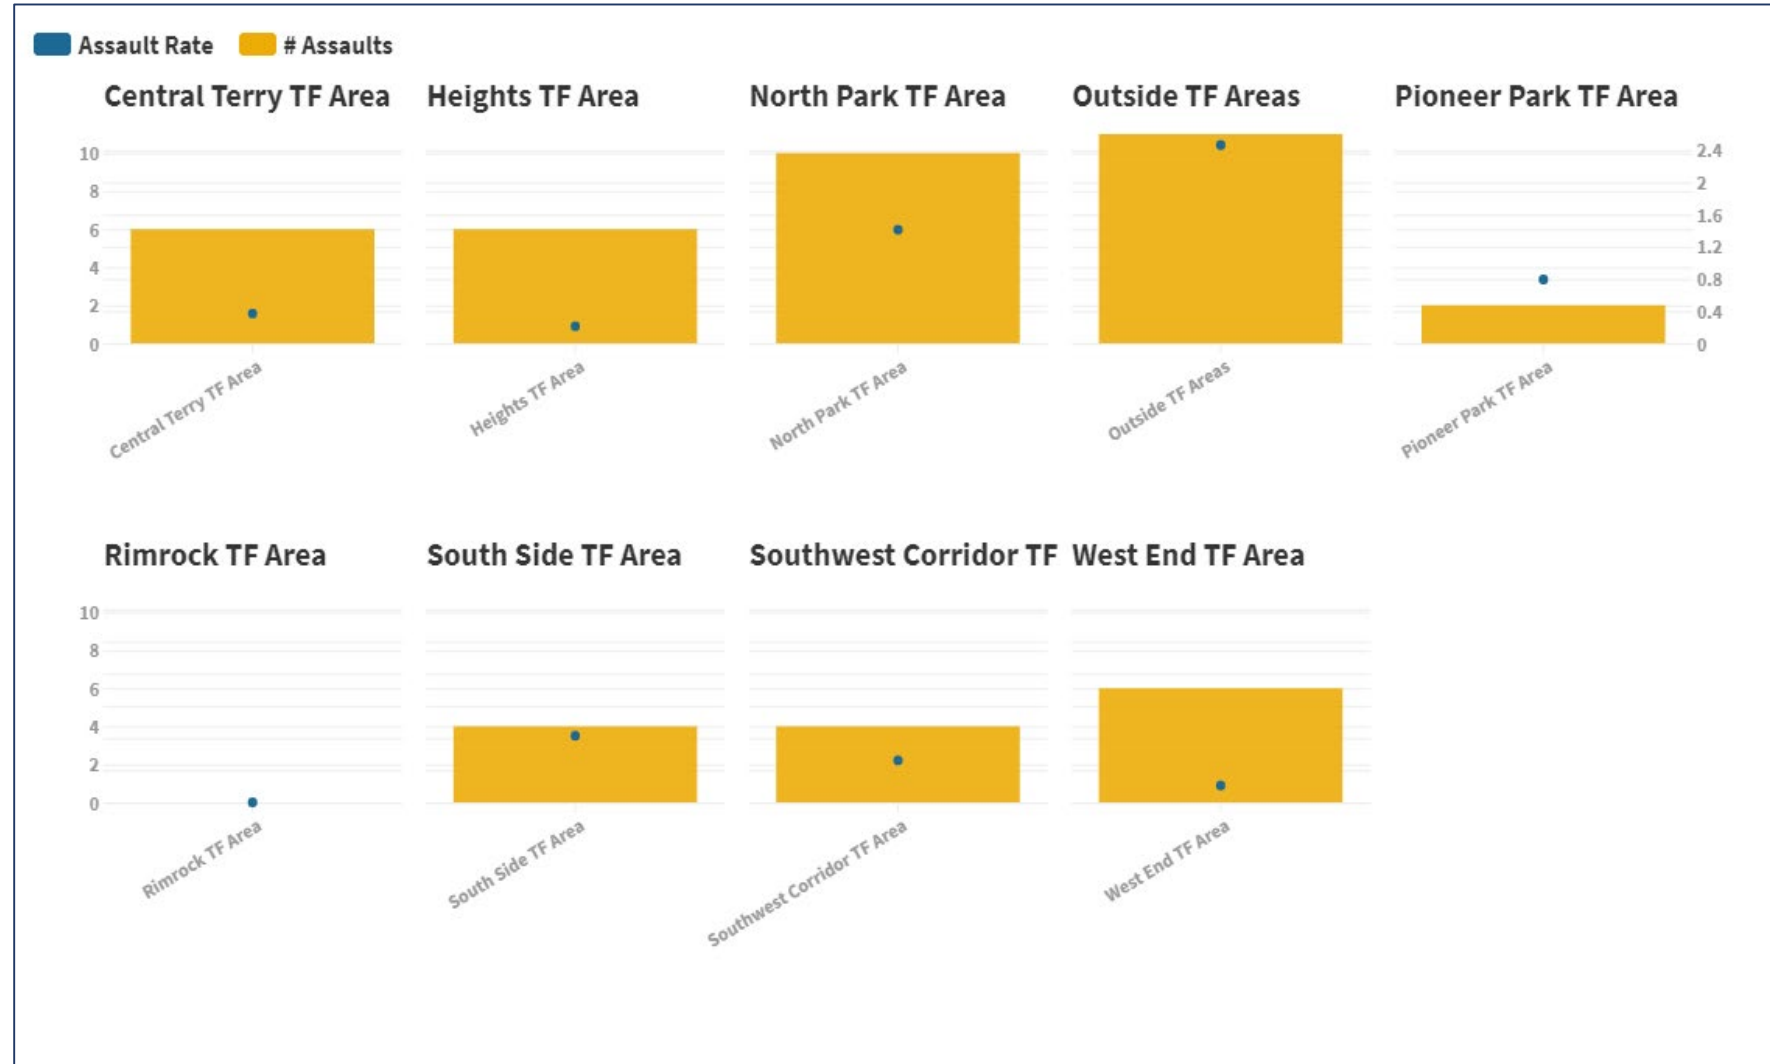 Assault Rate # Assaults
Central Terry TF Area
Heights TF Area
North Park TF Area
Outside TF Areas
Pioneer Park TF Area
10
8
6
4
2
0
2.4
2
1.6
1.2
0.8
0.4
0
Central Terry TF Area
Heights TF Area
North Park TF Area
Outside TF Areas
Pioneer Park TF Area
Rimrock TF Area
South Side TF Area
Southwest Corridor TF
West End TF Area
10
8
6
4
2
0
Rimrock TF Area
South Side TF Area
Southwest Corridor TF Area
West End TF Area